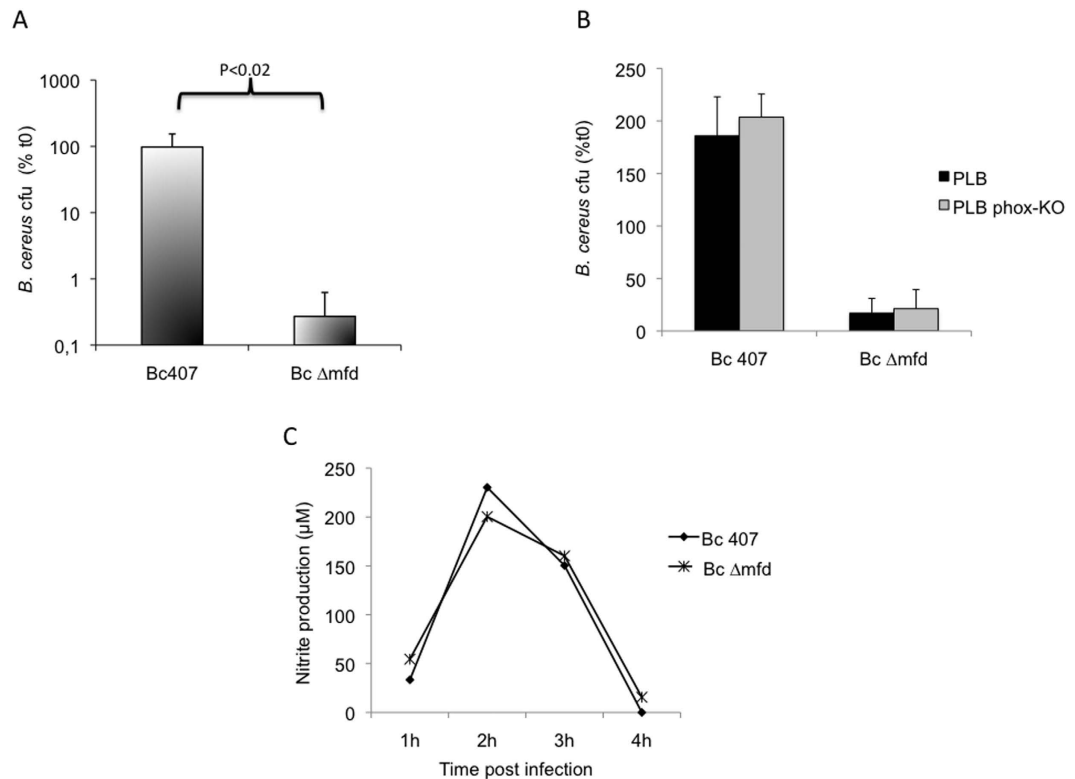 A
B
P<0.02
1000
100
10
1
0,1
B. cereus cfu (% t0)
Bc407
Bc Δmfd
250
200
150
100
50
0
B. cereus cfu (%t0)
Bc 407
Bc Δmfd
PLB
PLB phox-KO
C
250
200
150
100
50
0
Nitrite production (µM)
1h 2h 3h 4h
Time post infection
Bc 407
Bc Δmfd